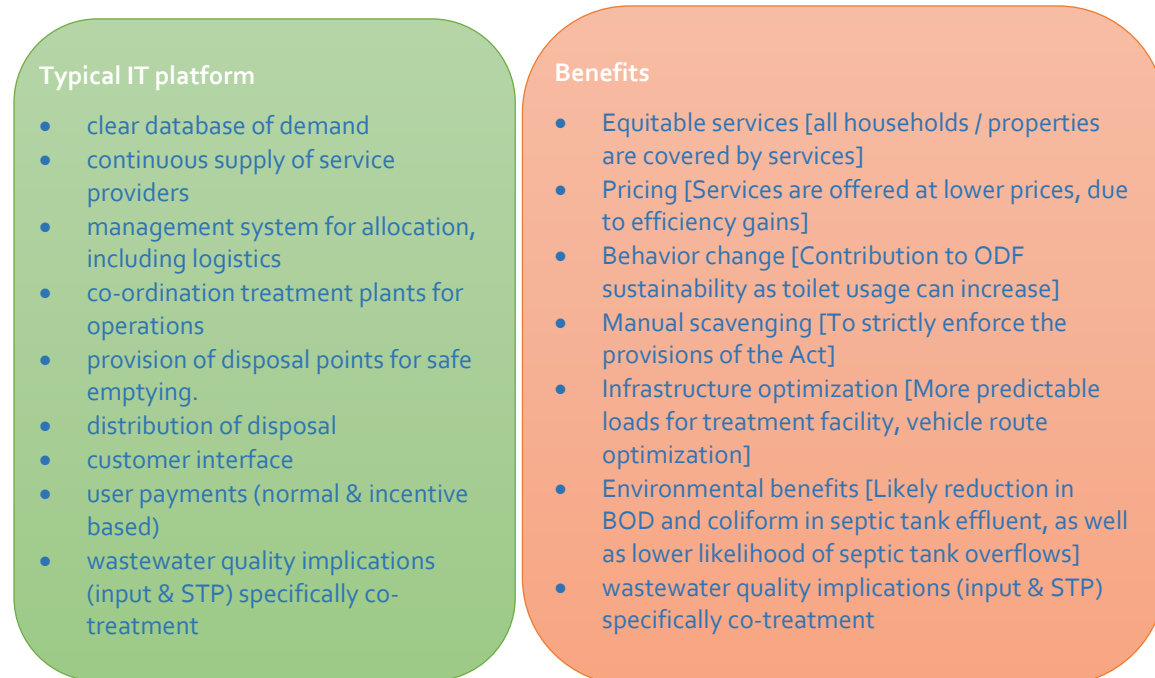 Typical IT platform
• clear database of demand
• continuous supply of service
providers
• management system for allocation,
including logistics
• co-ordination treatment plants for
operations
• provision of disposal points for safe
emptying.
• distribution of disposal
• customer interface
• user payments (normal & incentive
based)
• wastewater quality implications
(input & STP) specifically co-
treatment
Benefits
• Equitable services [all households / properties
are covered by services]
• Pricing [Services are offered at lower prices, due
to efficiency gains]
• Behavior change [Contribution to ODF
sustainability as toilet usage can increase]
• Manual scavenging [To strictly enforce the
provisions of the Act]
• Infrastructure optimization [More predictable
loads for treatment facility, vehicle route
optimization]
• Environmental benefits [Likely reduction in
BOD and coliform in septic tank effluent, as well
as lower likelihood of septic tank overflows]
• wastewater quality implications (input & STP)
specifically co-treatment